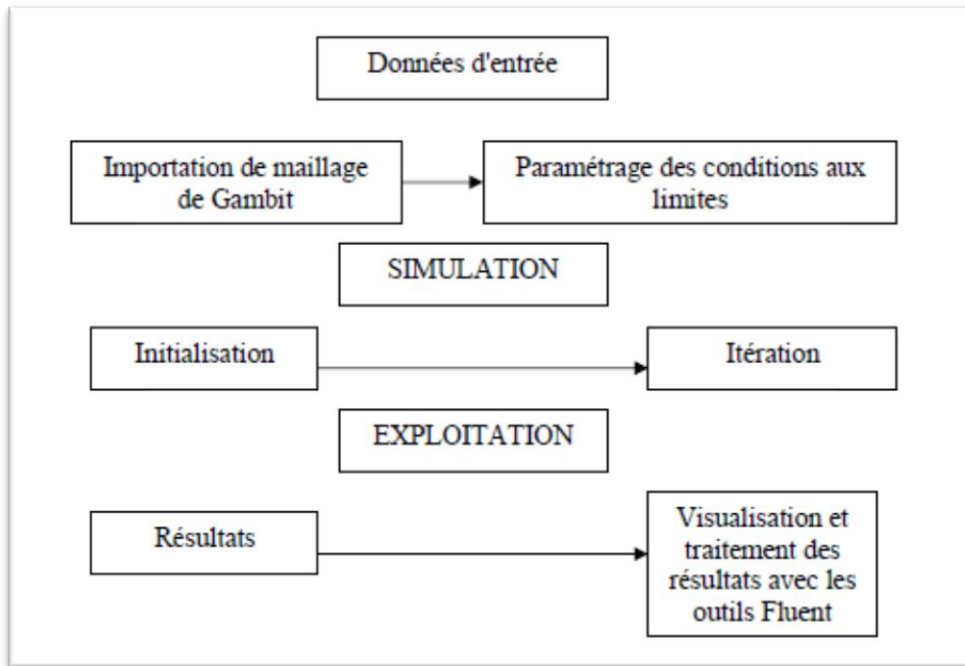 Données d'entrée
Importation de maillage
de Gambit
Paramétrage des conditions aux
limites
SIMULATION
Initialisation
Itération
EXPLOITATION
Résultats
Visualisation et
traitement des
résultats avec les
outils Fluent